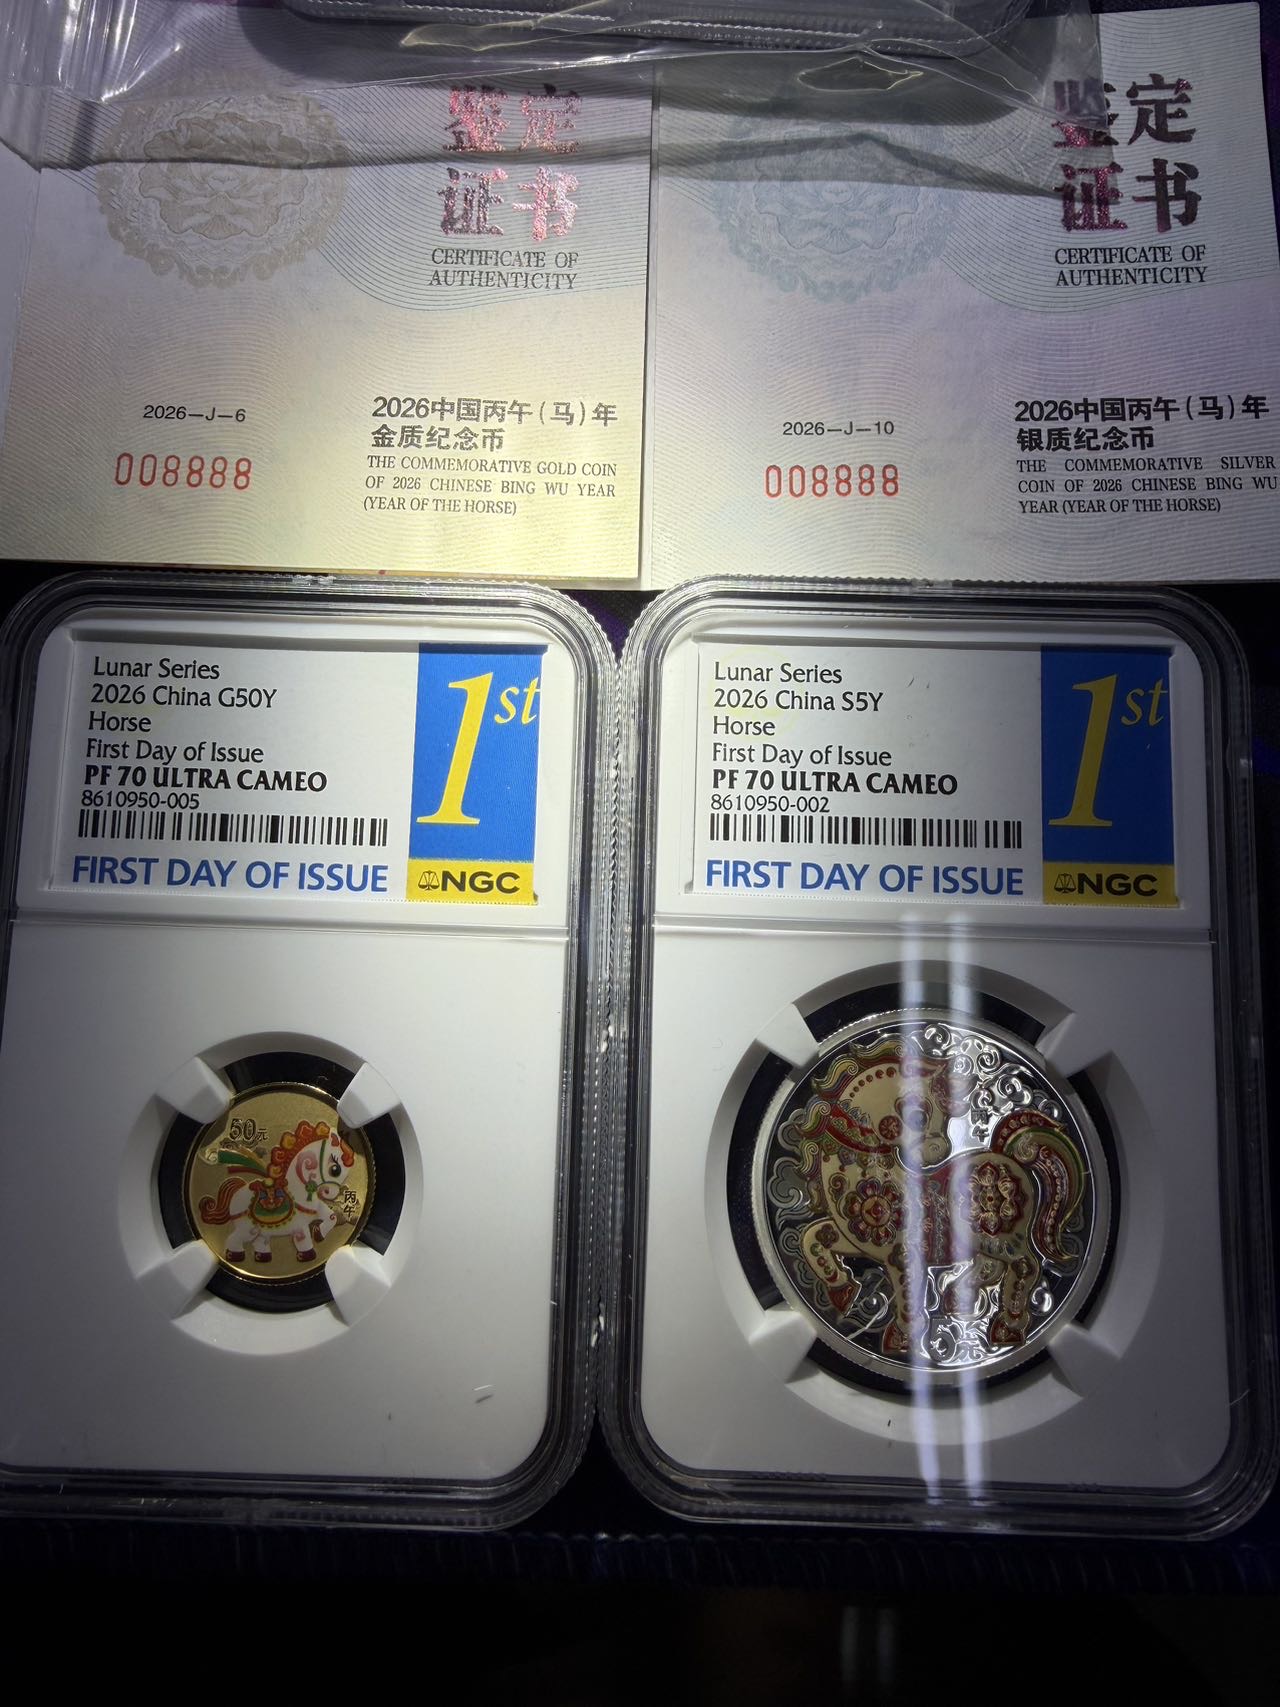 鉴定
证书
CERTIFICATE OF
AUTHENTICITY
2026-J-6
008888
2026中国丙午(马)年
金质纪念币
THE COMMEMORATIVE GOLD COIN
OF 2026 CHINESE BING WU YEAR
(YEAR OF THE HORSE)
鉴定
证书
CERTIFICATE OF
AUTHENTICITY
2026-J-10
008888
2026中国丙午(马)年
银质纪念币
THE COMMEMORATIVE SILVER
COIN OF 2026 CHINESE BING WU
YEAR (YEAR OF THE HORSE)
Lunar Series
2026 China G50Y
Horse
First Day of Issue
PF 70 ULTRA CAMEO
8610950-005
FIRST DAY OF ISSUE
1st
NGC
Lunar Series
2026 China S5Y
Horse
First Day of Issue
PF 70 ULTRA CAMEO
8610950-002
FIRST DAY OF ISSUE
1st
NGC
50元
丙午
丙午
5元